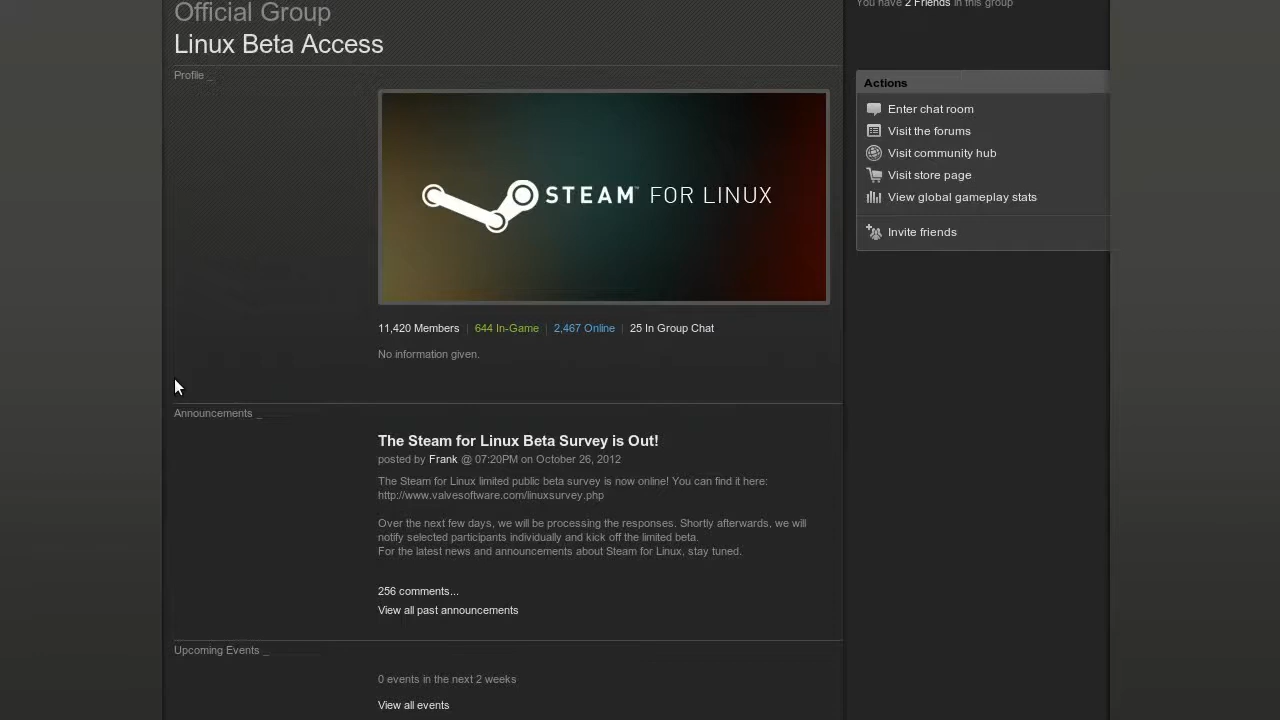 Official Group
Linux Beta Access
Profile _
STEAM™ FOR LINUX
11,420 Members | 644 In-Game | 2,467 Online | 25 In Group Chat
No information given.
Announcements _
The Steam for Linux Beta Survey is Out!
posted by Frank @ 07:20PM on October 26, 2012
The Steam for Linux limited public beta survey is now online! You can find it here:
http://www.valvesoftware.com/linuxsurvey.php
Over the next few days, we will be processing the responses. Shortly afterwards, we will
notify selected participants individually and kick off the limited beta.
For the latest news and announcements about Steam for Linux, stay tuned.
256 comments...
View all past announcements
Upcoming Events _
0 events in the next 2 weeks
View all events
You have 2 Friends in this group
Actions
Enter chat room
Visit the forums
Visit community hub
Visit store page
View global gameplay stats
Invite friends